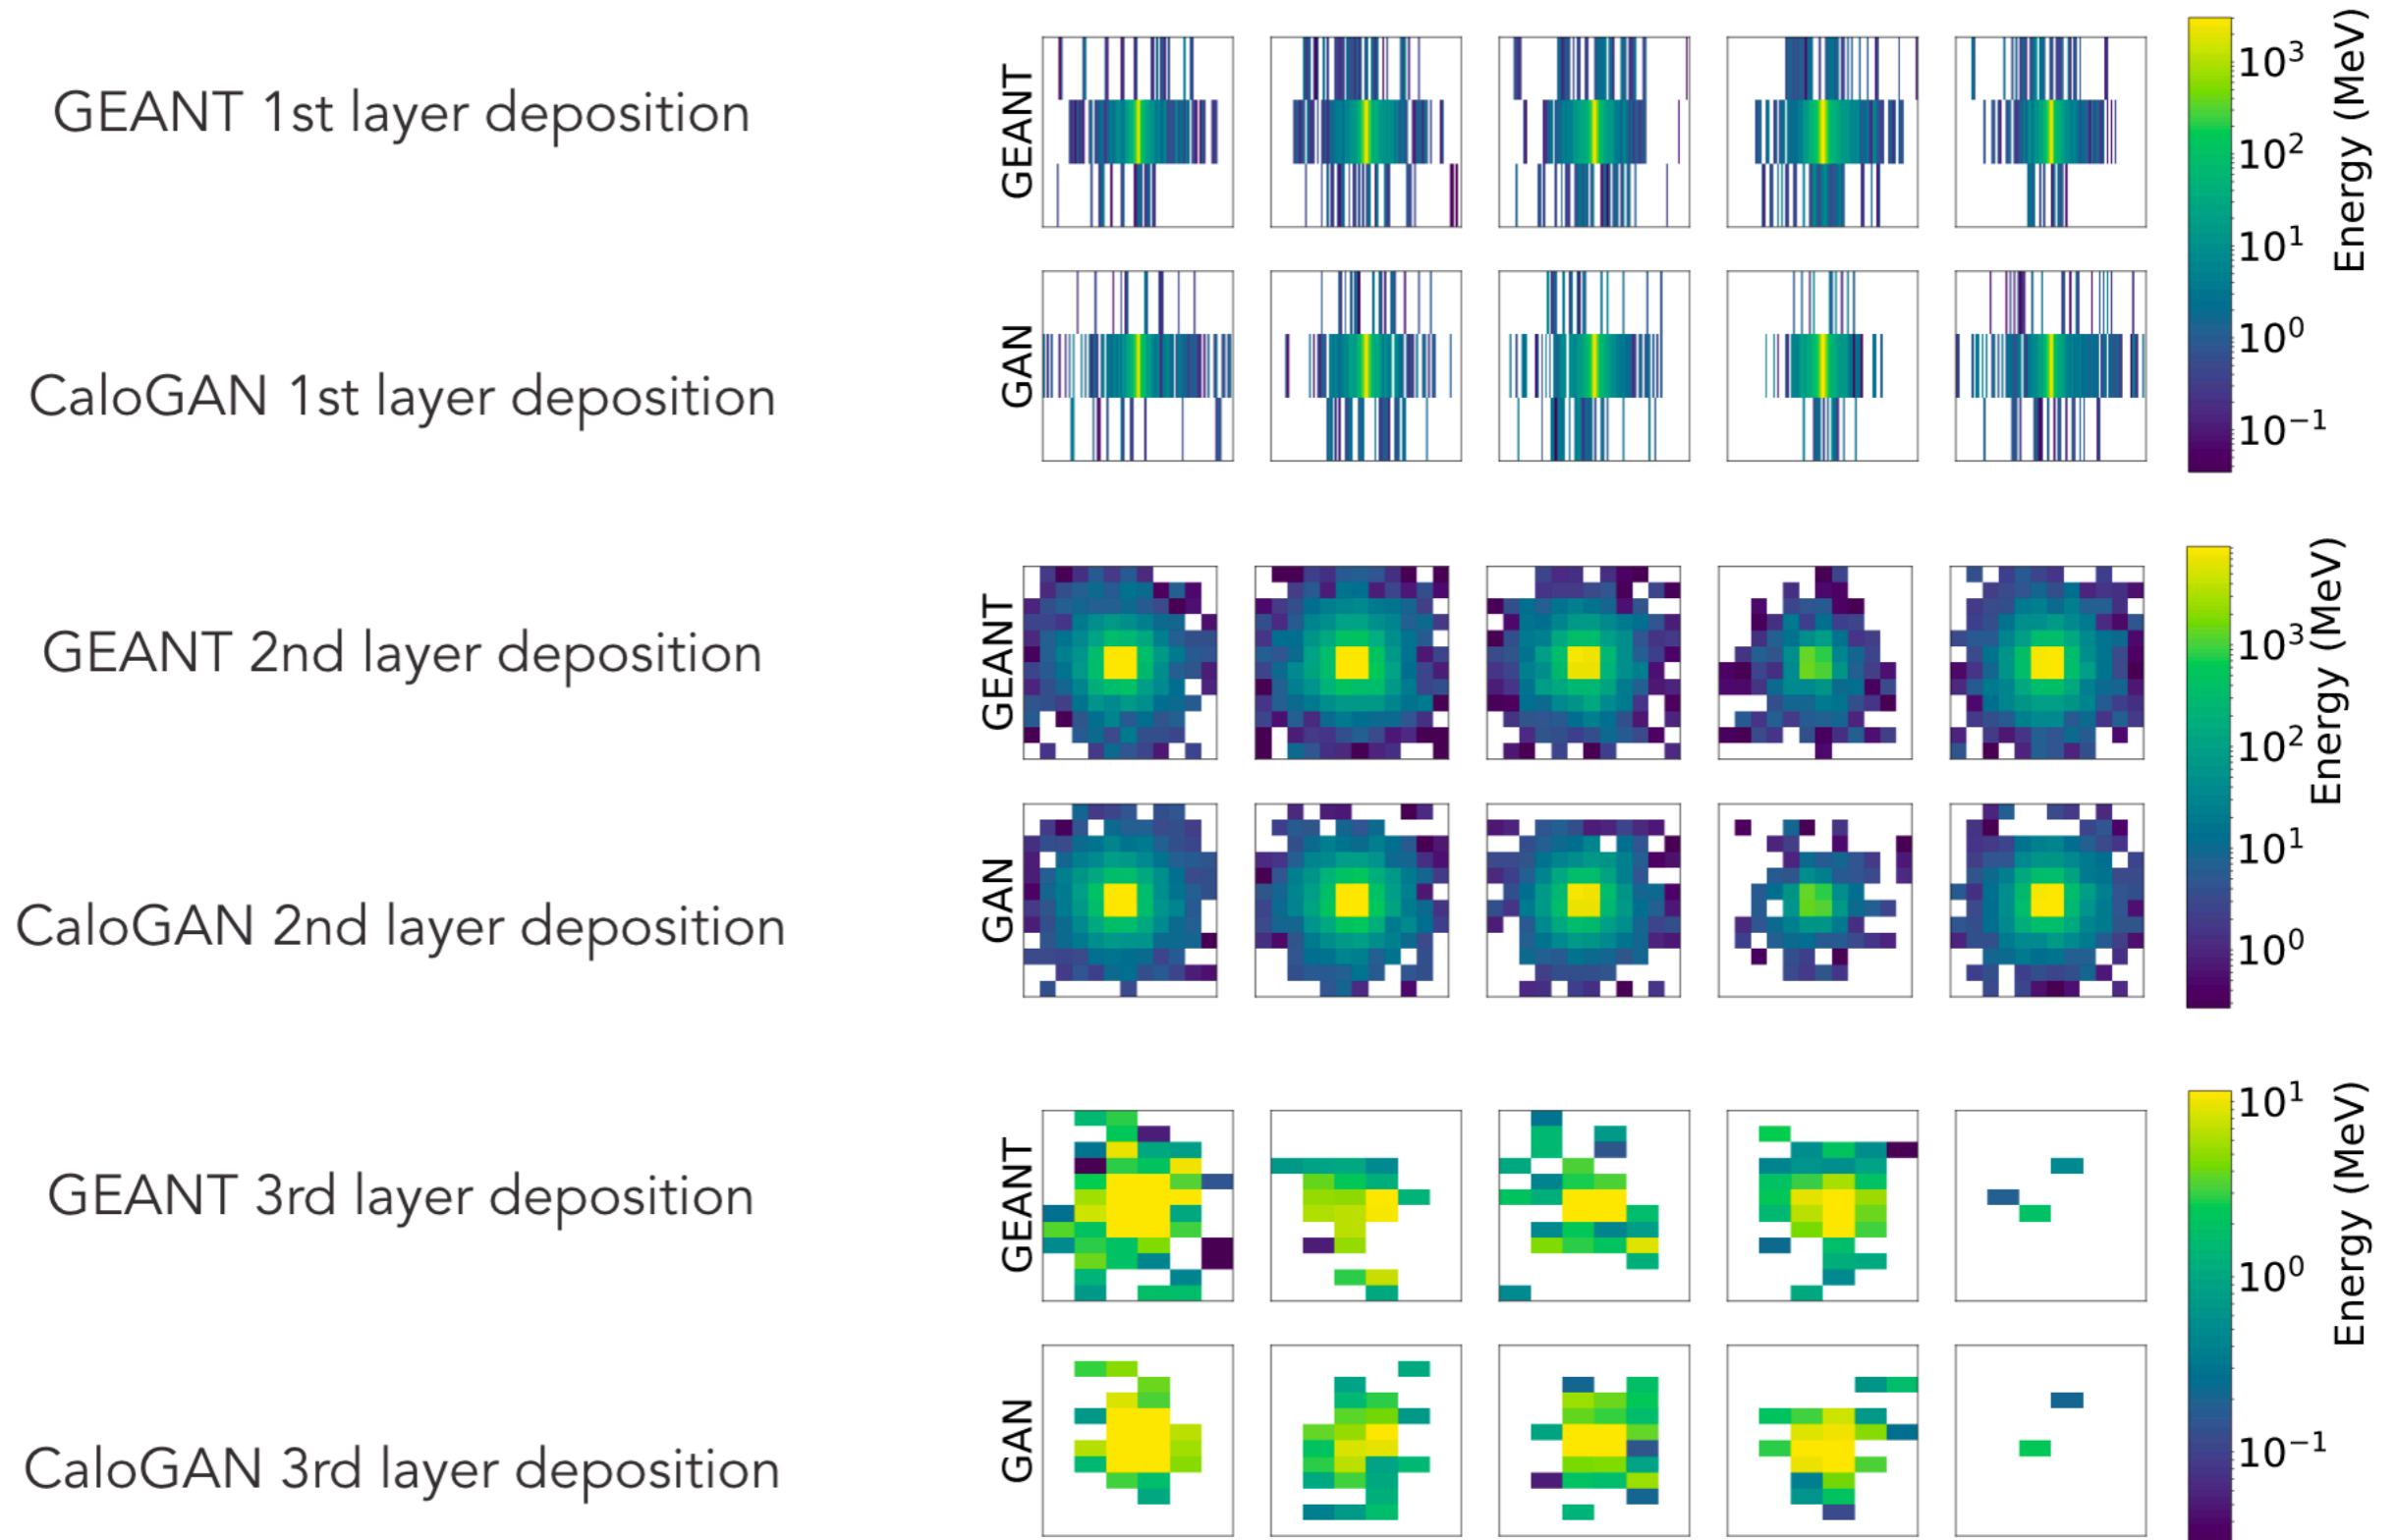 GEANT 1st layer deposition
GEANT
CaloGAN 1st layer deposition
GAN
10³
10²
10¹
10⁰
10⁻¹
Energy (MeV)
GEANT 2nd layer deposition
GEANT
CaloGAN 2nd layer deposition
GAN
10³
10²
10¹
10⁰
Energy (MeV)
GEANT 3rd layer deposition
GEANT
CaloGAN 3rd layer deposition
GAN
10¹
10⁰
10⁻¹
Energy (MeV)